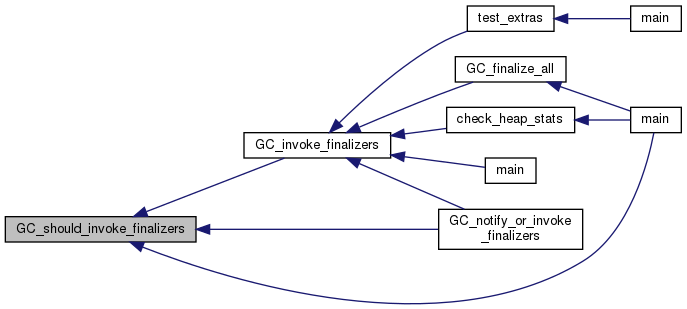 test_extras
main
GC_finalize_all
check_heap_stats
main
GC_invoke_finalizers
main
GC_should_invoke_finalizers
GC_notify_or_invoke
_finalizers